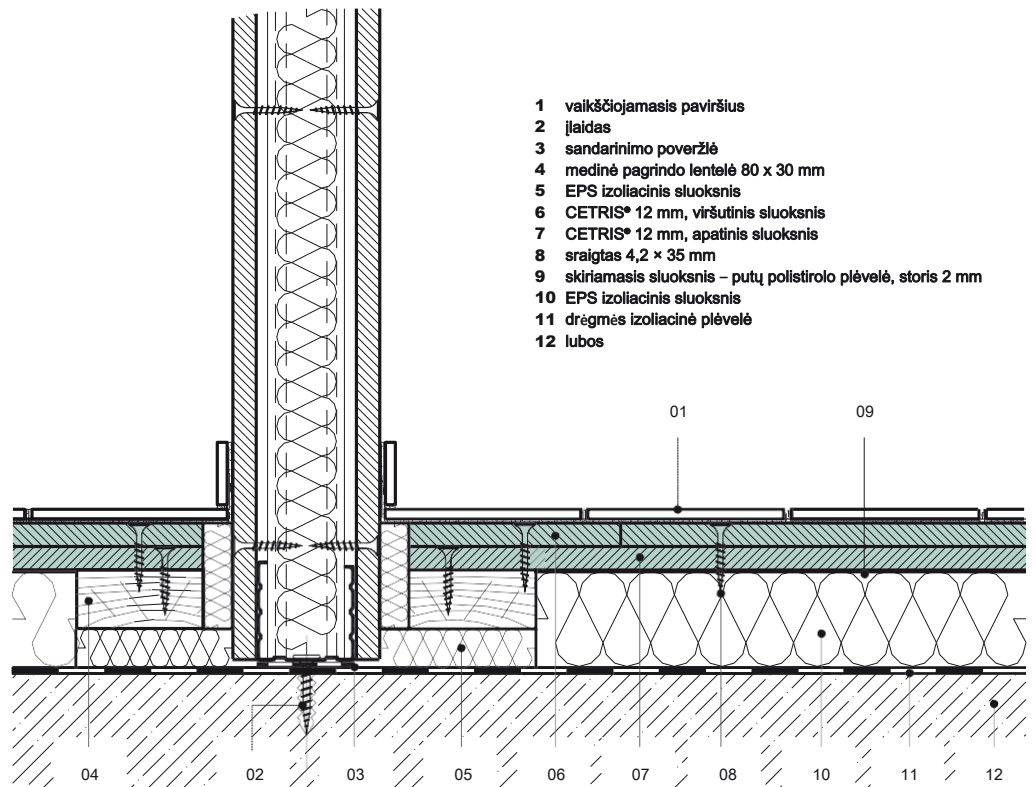 1 vaikščiojamasis paviršius
2 įlaidas
3 sandarinimo poveržlė
4 medinė pagrindo lentelė 80 x 30 mm
5 EPS izoliacinis sluoksnis
6 CETRIS® 12 mm, viršutinis sluoksnis
7 CETRIS® 12 mm, apatinis sluoksnis
8 sraigtas 4,2 × 35 mm
9 skiriamasis sluoksnis – putų polistirolo plėvelė, storis 2 mm
10 EPS izoliacinis sluoksnis
11 drėgmės izoliacinė plėvelė
12 lubos
01 09
04 02 03 05 06 07 08 10 11 12